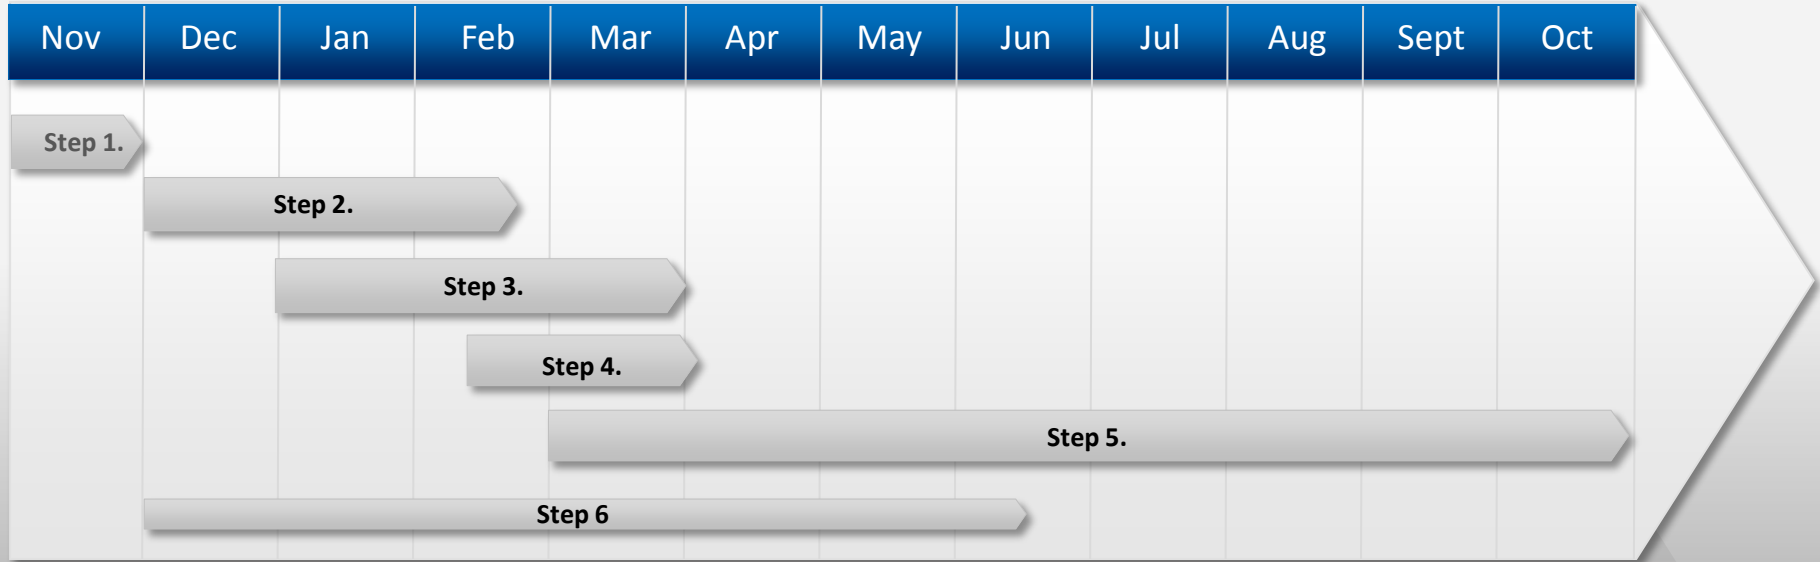 Nov Dec Jan Feb Mar Apr May Jun Jul Aug Sept Oct
Step 1.
Step 2.
Step 3.
Step 4.
Step 5.
Step 6